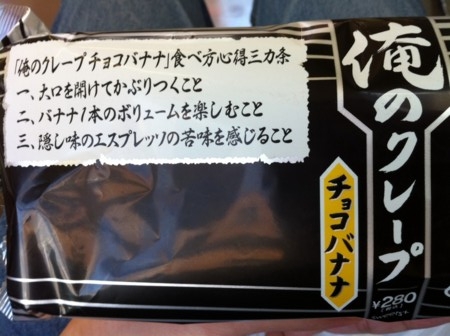 「俺のクレープチョコバナナ」食べ方心得三カ条
一、大口を開けてかぶりつくこと
二、バナナ1本のボリュームを楽しむこと
三、隠し味のエスプレッソの苦味を感じること
俺のクレープ
チョコバナナ
¥280